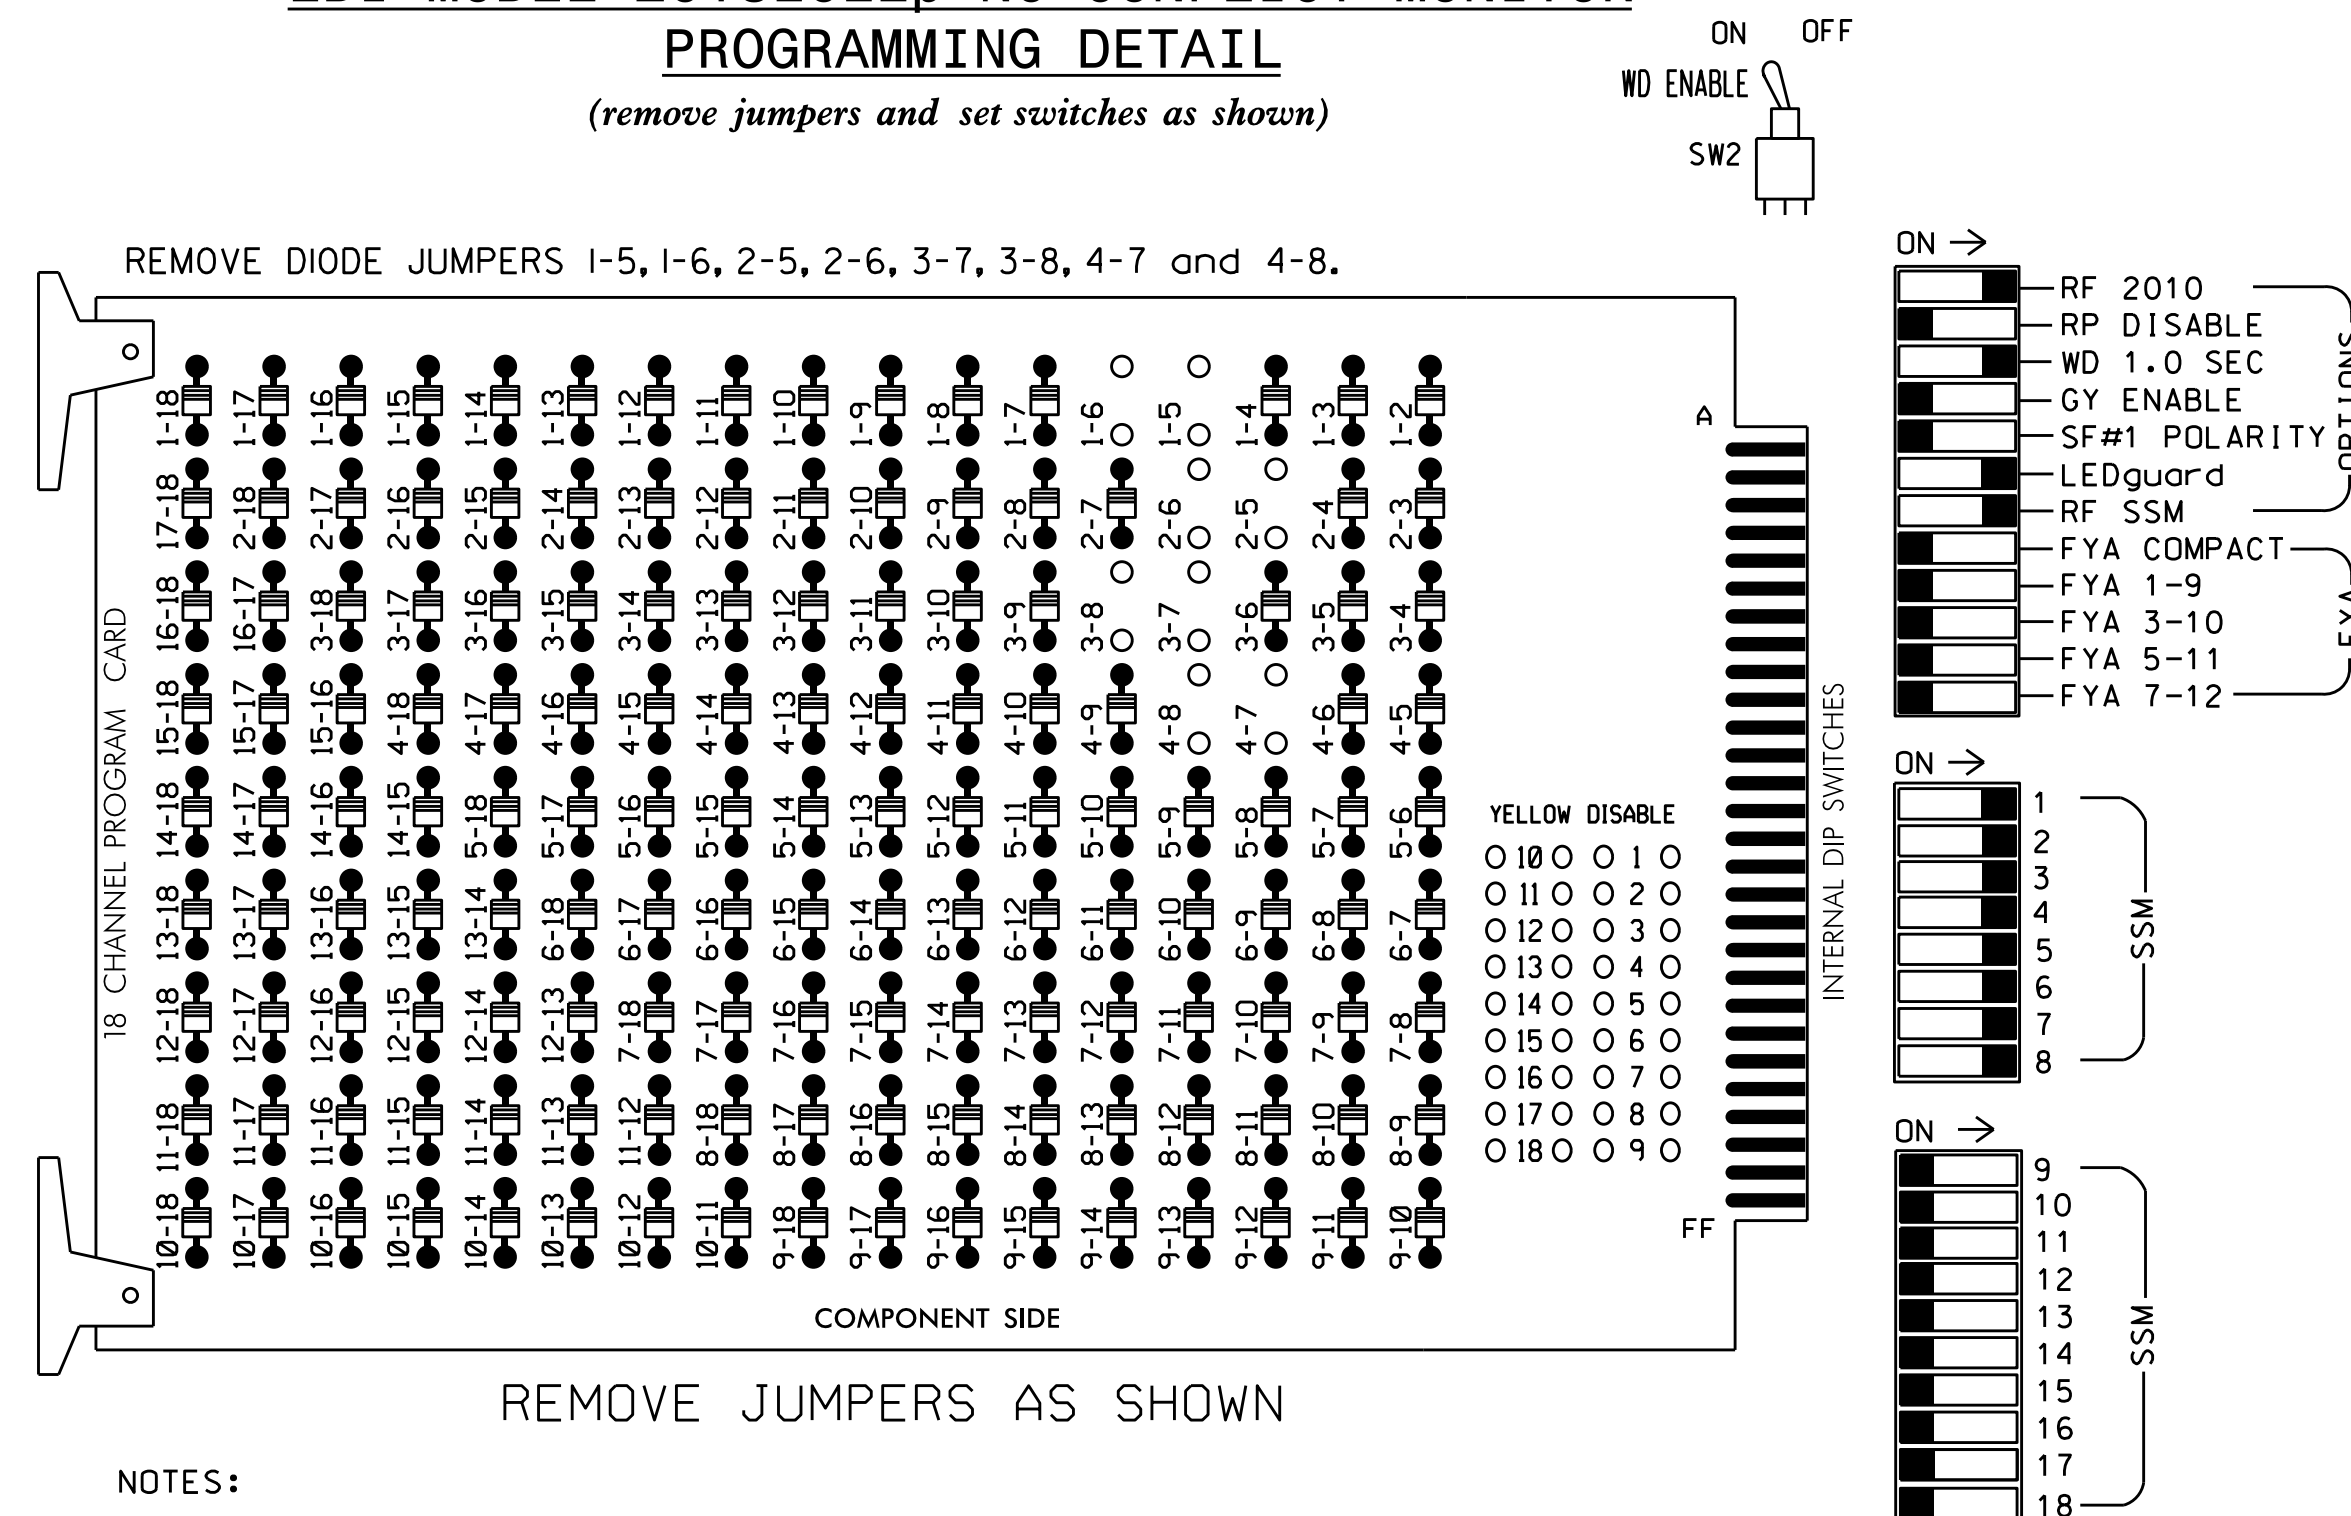 PROGRAMMING DETAIL
(remove jumpers and set switches as shown)
ON OFF
WD ENABLE
SW2
REMOVE DIODE JUMPERS 1-5, 1-6, 2-5, 2-6, 3-7, 3-8, 4-7 and 4-8.
1-18 1-17 1-16 1-15 1-14 1-13 1-12 1-11 1-10 1-9 1-8 1-7 1-6 1-5 1-4 1-3 1-2
17-18 2-18 2-17 2-16 2-15 2-14 2-13 2-12 2-11 2-10 2-9 2-8 2-7 2-6 2-5 2-4 2-3
16-18 16-17 3-18 3-17 3-16 3-15 3-14 3-13 3-12 3-11 3-10 3-9 3-8 3-7 3-6 3-5 3-4
15-18 15-17 15-16 4-18 4-17 4-16 4-15 4-14 4-13 4-12 4-11 4-10 4-9 4-8 4-7 4-6 4-5
14-18 14-17 14-16 14-15 5-18 5-17 5-16 5-15 5-14 5-13 5-12 5-11 5-10 5-9 5-8 5-7 5-6
13-18 13-17 13-16 13-15 13-14 6-18 6-17 6-16 6-15 6-14 6-13 6-12 6-11 6-10 6-9 6-8 6-7
12-18 12-17 12-16 12-15 12-14 12-13 7-18 7-17 7-16 7-15 7-14 7-13 7-12 7-11 7-10 7-9 7-8
11-18 11-17 11-16 11-15 11-14 11-13 11-12 8-18 8-17 8-16 8-15 8-14 8-13 8-12 8-11 8-10 8-9
10-18 10-17 10-16 10-15 10-14 10-13 10-12 10-11 9-18 9-17 9-16 9-15 9-14 9-13 9-12 9-11 9-10
18 CHANNEL PROGRAM CARD
YELLOW DISABLE
10 1
11 2
12 3
13 4
14 5
15 6
16 7
17 8
18 9
A
FF
COMPONENT SIDE
INTERNAL DIP SWITCHES
ON
RF 2010
RP DISABLE
WD 1.0 SEC
GY ENABLE
SF#1 POLARITY
LEDguard
RF SSM
OPTIONS
FYA COMPACT
FYA 1-9
FYA 3-10
FYA 5-11
FYA 7-12
FYA
ON
1
2
3
4
5
6
7
8
SSM
ON
9
10
11
12
13
14
15
16
17
18
SSM
REMOVE JUMPERS AS SHOWN
NOTES: